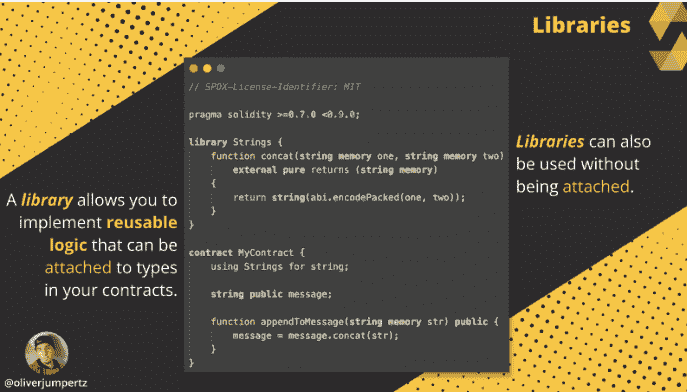 Libraries
// SPDX-License-Identifier: MIT
pragma solidity >=0.7.0 <0.9.0;
library Strings {
function concat(string memory one, string memory two)
external pure returns (string memory)
{
return string(abi.encodePacked(one, two));
}
}
contract MyContract {
using Strings for string;
string public message;
function appendToMessage(string memory str) public {
message = message.concat(str);
}
}
A library allows you to
implement reusable
logic that can be
attached to types
in your contracts.
Libraries can also
be used without
being attached.
@oliverjumpertz